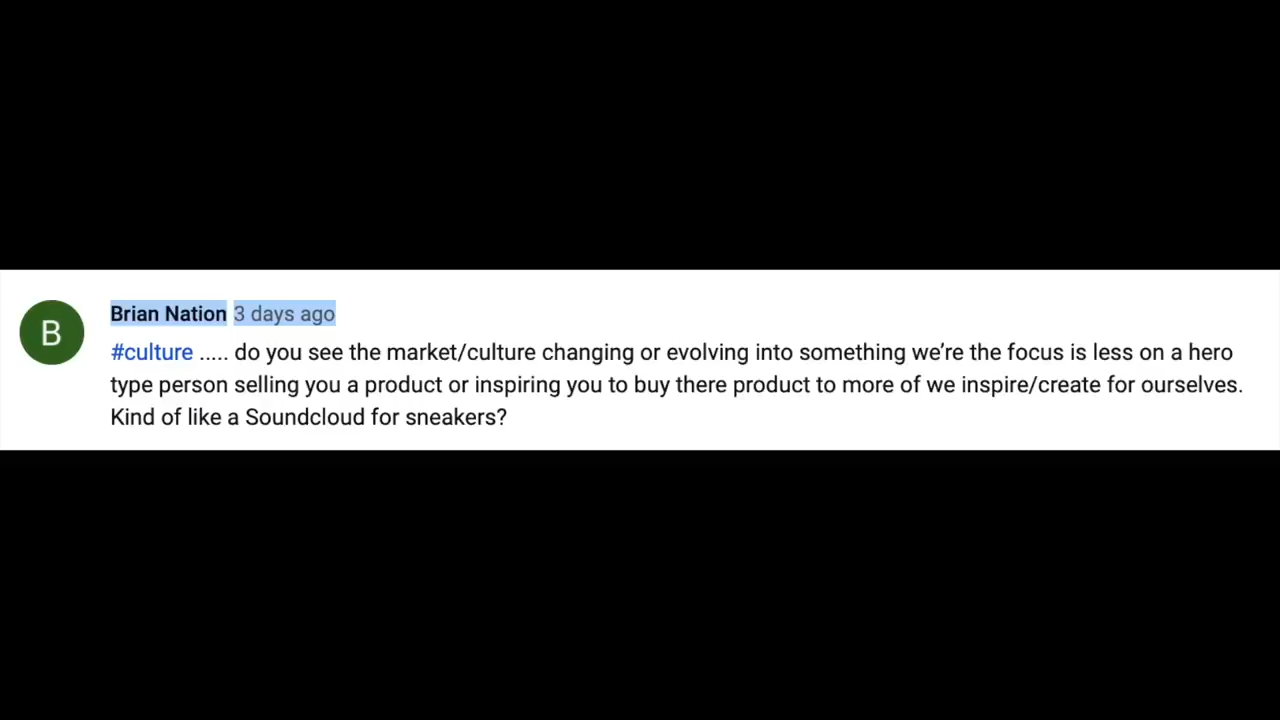 B
Brian Nation 3 days ago
#culture ..... do you see the market/culture changing or evolving into something we’re the focus is less on a hero
type person selling you a product or inspiring you to buy there product to more of we inspire/create for ourselves.
Kind of like a Soundcloud for sneakers?